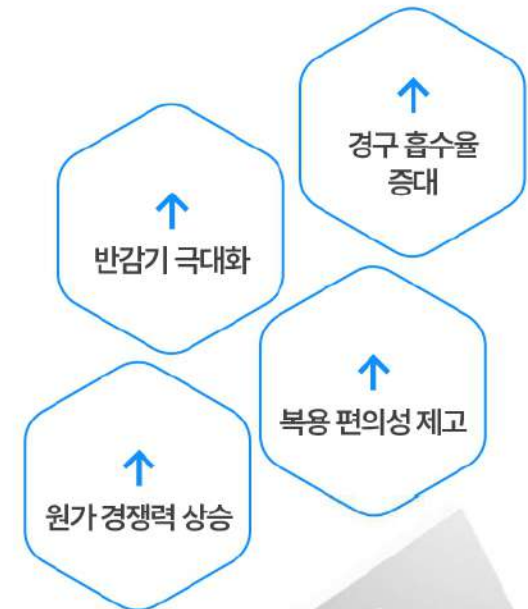 ↑
경구 흡수율
증대
↑
반감기 극대화
↑
복용 편의성 제고
↑
원가 경쟁력 상승